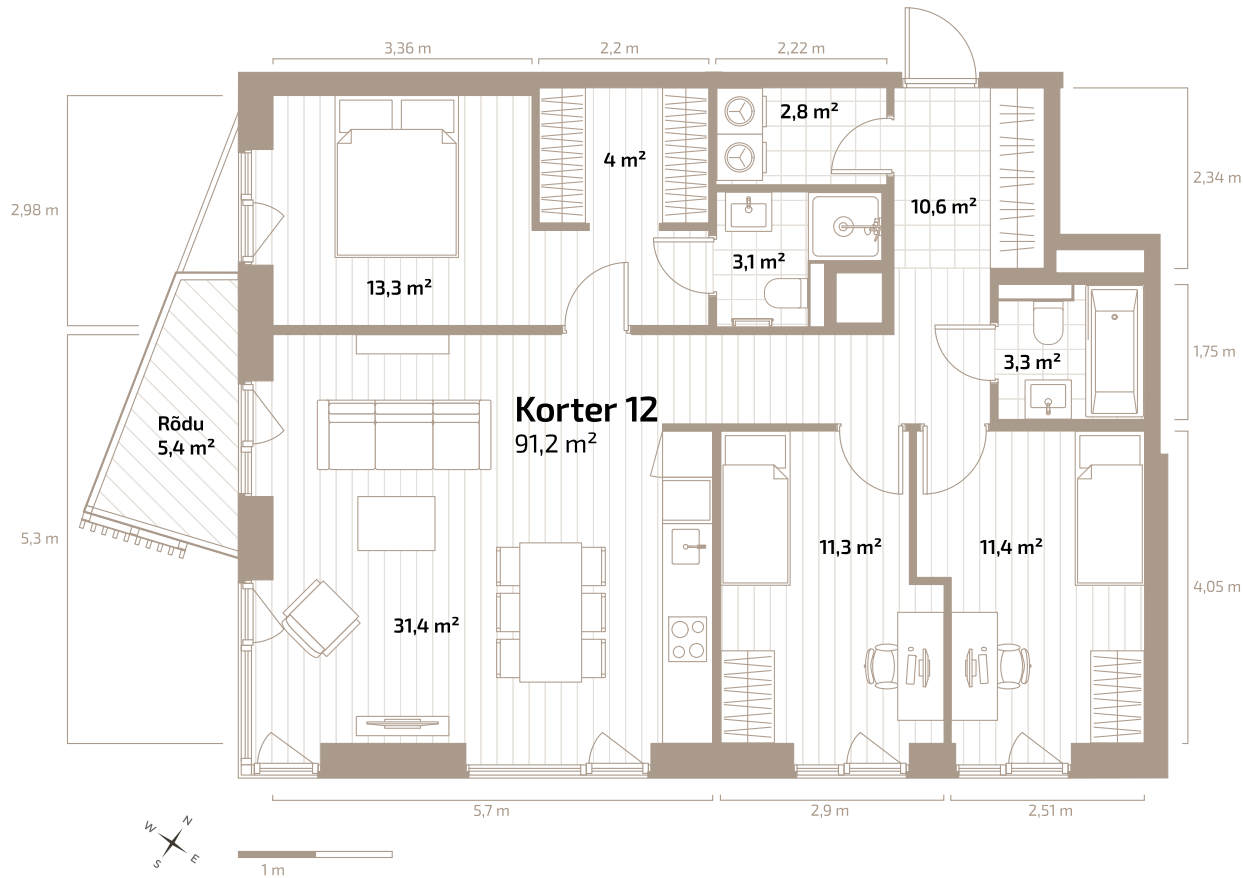 3,36 m
2,2 m
2,22 m
2,8 m²
4 m²
2,34 m
10,6 m²
2,98 m
3,1 m²
13,3 m²
1,75 m
3,3 m²
Korter 12
91,2 m²
Rõdu
5,4 m²
5,3 m
11,3 m²
11,4 m²
4,05 m
31,4 m²
5,7 m
2,9 m
2,51 m
N
W
E
S
1 m